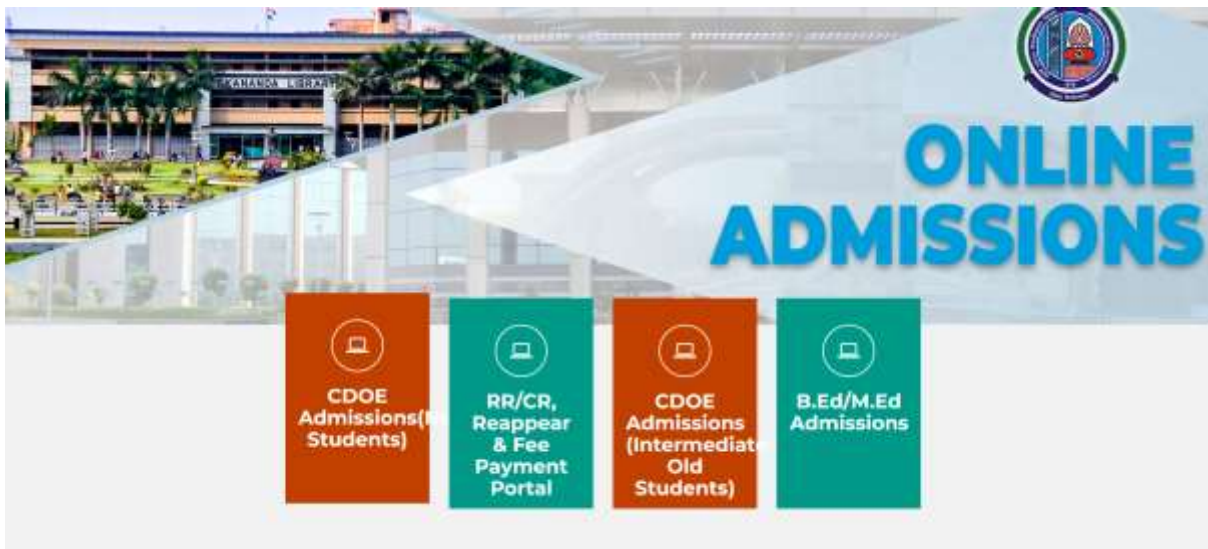 LIBRARY
ONLINE
ADMISSIONS
CDOE
Admissions(
Students)
RR/CR,
Reappear
& Fee
Payment
Portal
CDOE
Admissions
(Intermediate
Old
Students)
B.Ed/M.Ed
Admissions